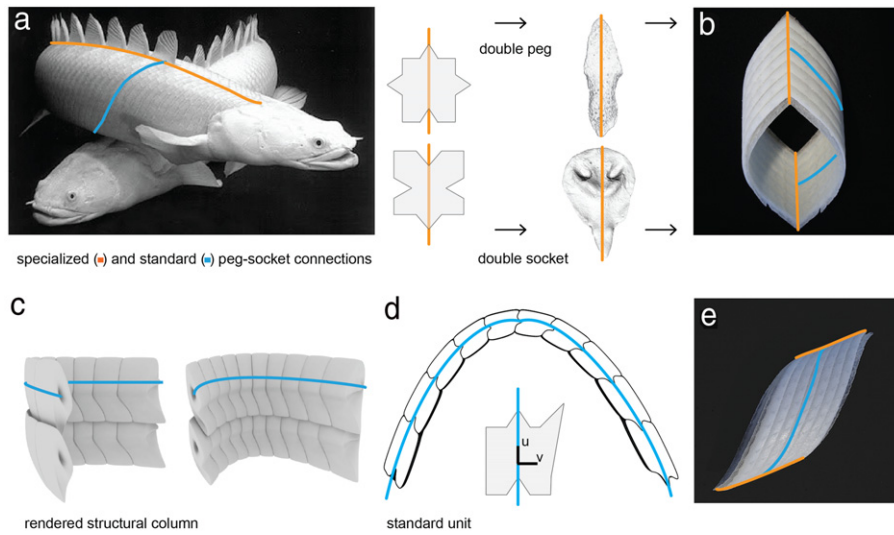 a
double peg
b
specialized (-) and standard (-) peg-socket connections
double socket
c
d
e
u
v
rendered structural column
standard unit